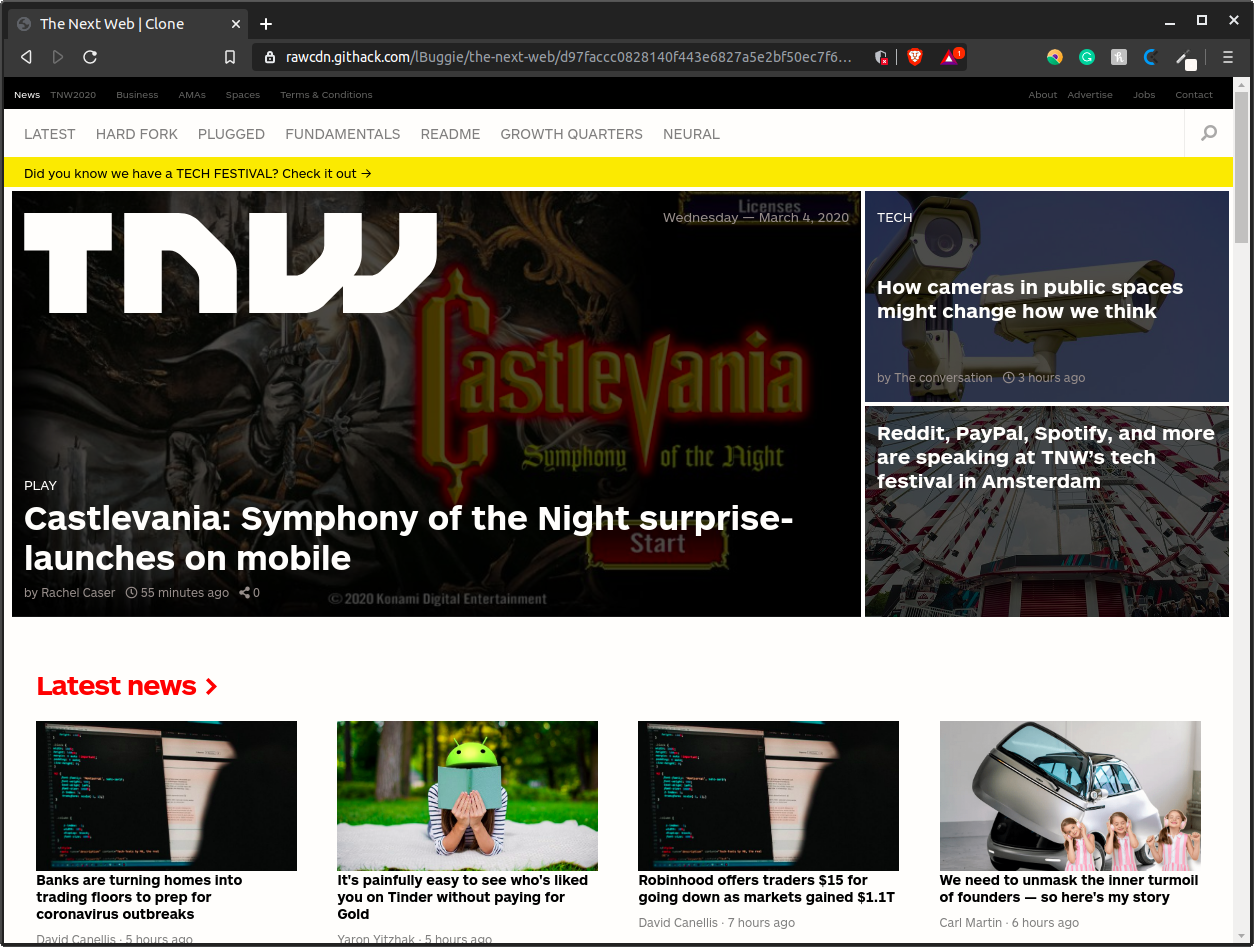 The Next Web | Clone
rawcdn.githack.com/lBuggie/the-next-web/d97faccc0828140f443e6827a5e2bf50ec7f6...
1
News TNW2020 Business AMAs Spaces Terms & Conditions About Advertise Jobs Contact
LATEST HARD FORK PLUGGED FUNDAMENTALS README GROWTH QUARTERS NEURAL
Did you know we have a TECH FESTIVAL? Check it out →
Licenses
Wednesday — March 4, 2020
TNW
Castlevania
Symphony of the Night
PLAY
Castlevania: Symphony of the Night surprise-
launches on mobile
Start
by Rachel Caser 55 minutes ago 0
© 2020 Konami Digital Entertainment
TECH
How cameras in public spaces
might change how we think
by The conversation 3 hours ago
Reddit, PayPal, Spotify, and more
are speaking at TNW's tech
festival in Amsterdam
Latest news >
Banks are turning homes into
trading floors to prep for
coronavirus outbreaks
David Canellis · 5 hours ago
It's painfully easy to see who's liked
you on Tinder without paying for
Gold
Yaron Yitzhak · 5 hours ago
Robinhood offers traders $15 for
going down as markets gained $1.1T
David Canellis · 7 hours ago
We need to unmask the inner turmoil
of founders — so here's my story
Carl Martin · 6 hours ago